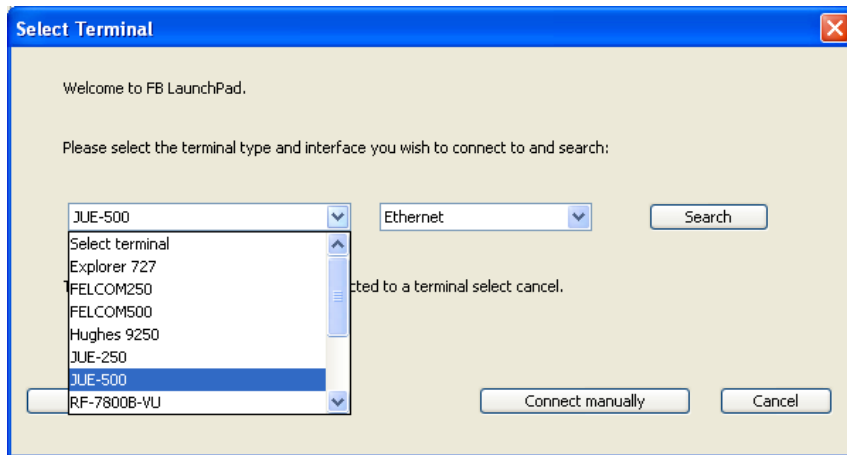 Select Terminal
Welcome to FB LaunchPad.
Please select the terminal type and interface you wish to connect to and search:
JUE-500
Ethernet
Search
Select terminal
Explorer 727
FELCOM250
cted to a terminal select cancel.
FELCOM500
Hughes 9250
JUE-250
JUE-500
RF-7800B-VU
Connect manually
Cancel